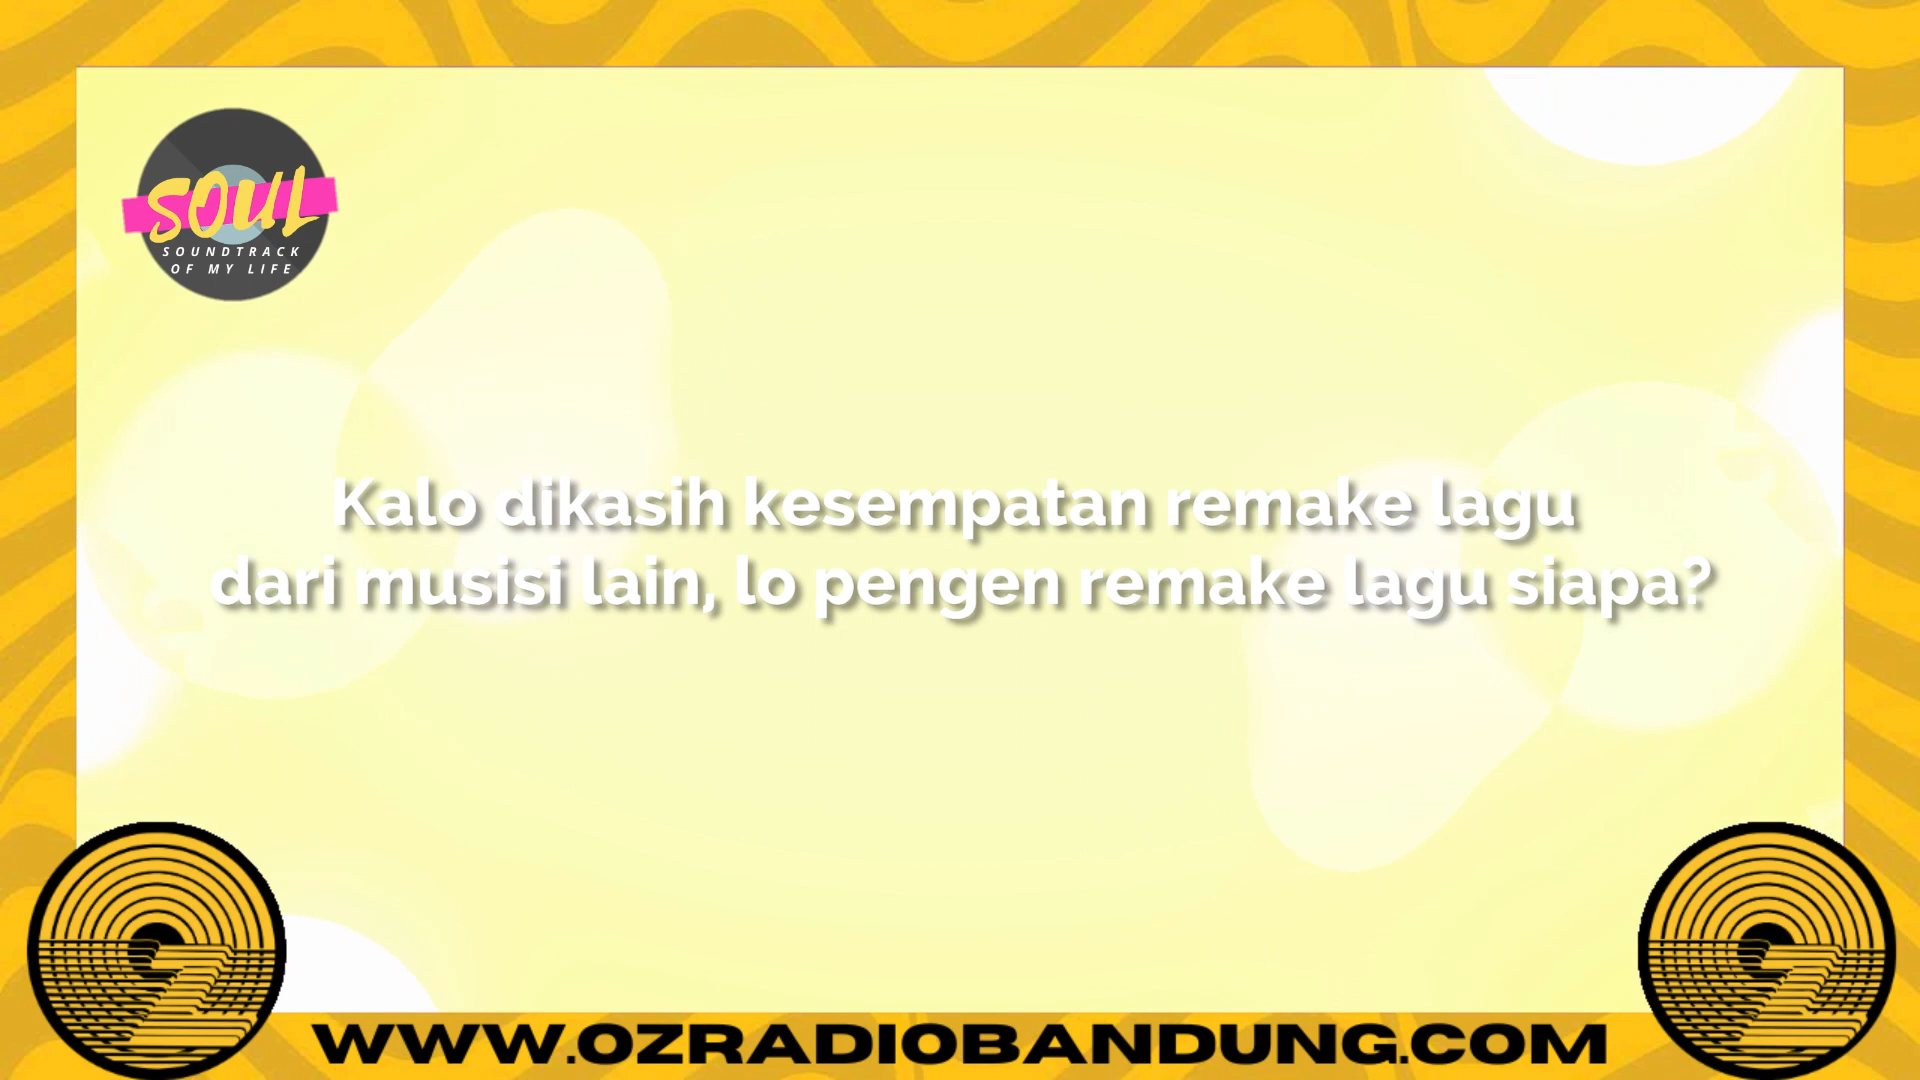 SOUL
SOUNDTRACK
OF MY LIFE
Kalo dikasih kesempatan remake lagu
dari musisi lain, lo pengen remake lagu siapa?
WWW.OZRADIOBANDUNG.COM